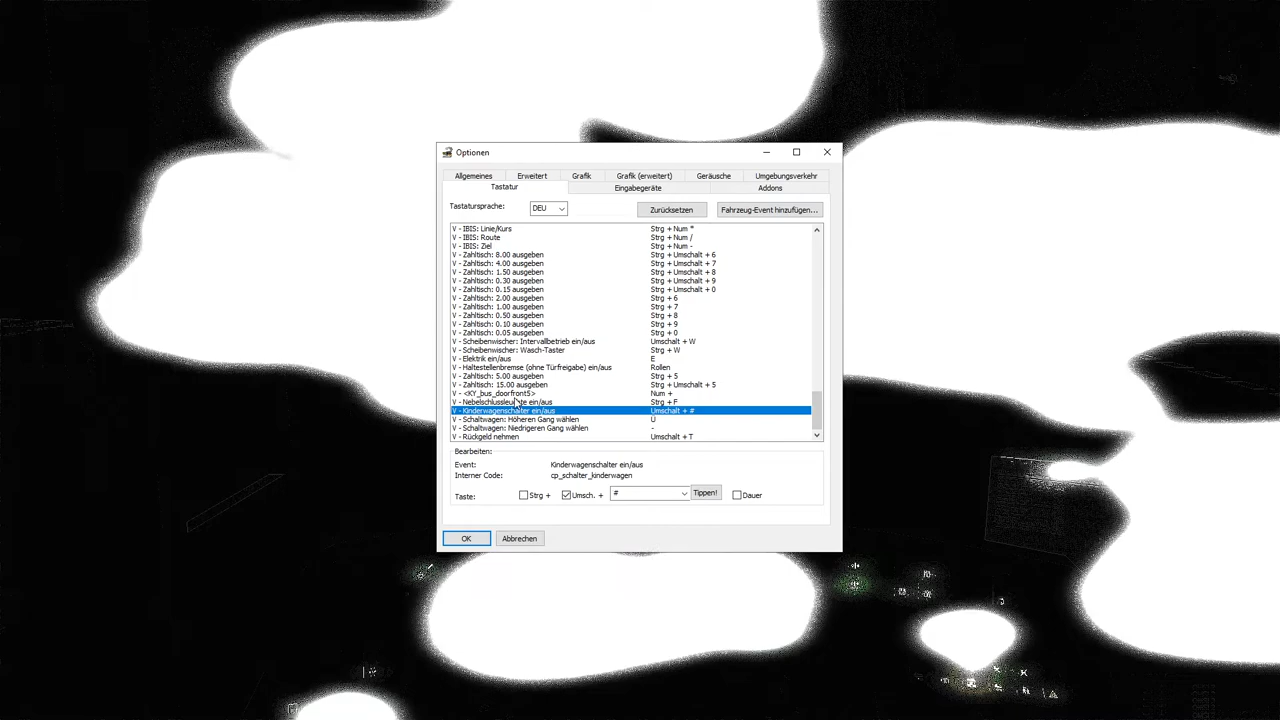 Optionen
Allgemeines Erweitert Grafik Grafik (erweitert) Geräusche Umgebungsverkehr
Tastatur Eingabegeräte Addons
Tastatursprache: DEU Zurücksetzen Fahrzeug-Event hinzufügen...
V - IBIS: Linie/Kurs Strg + Num *
V - IBIS: Route Strg + Num /
V - IBIS: Ziel Strg + Num -
V - Zahltisch: 8.00 ausgeben Strg + Umschalt + 6
V - Zahltisch: 4.00 ausgeben Strg + Umschalt + 7
V - Zahltisch: 1.50 ausgeben Strg + Umschalt + 8
V - Zahltisch: 0.30 ausgeben Strg + Umschalt + 9
V - Zahltisch: 0.15 ausgeben Strg + Umschalt + 0
V - Zahltisch: 2.00 ausgeben Strg + 6
V - Zahltisch: 1.00 ausgeben Strg + 7
V - Zahltisch: 0.50 ausgeben Strg + 8
V - Zahltisch: 0.10 ausgeben Strg + 9
V - Zahltisch: 0.05 ausgeben Strg + 0
V - Scheibenwischer: Intervallbetrieb ein/aus Umschalt + W
V - Scheibenwischer: Wasch-Taster Strg + W
V - Elektrik ein/aus E
V - Haltestellenbremse (ohne Türfreigabe) ein/aus Rollen
V - Zahltisch: 5.00 ausgeben Strg + 5
V - Zahltisch: 15.00 ausgeben Strg + Umschalt + 5
V - <KY_bus_doorfront5> Num +
V - Nebelschlussleuchte ein/aus Strg + F
V - Kinderwagenschalter ein/aus Umschalt + #
V - Schaltwagen: Höheren Gang wählen Ü
V - Schaltwagen: Niedrigeren Gang wählen -
V - Rückgeld nehmen Umschalt + T
Bearbeiten:
Event: Kinderwagenschalter ein/aus
Interner Code: cp_schalter_kinderwagen
Taste: Strg + Umsch. + # Tippen! Dauer
OK Abbrechen